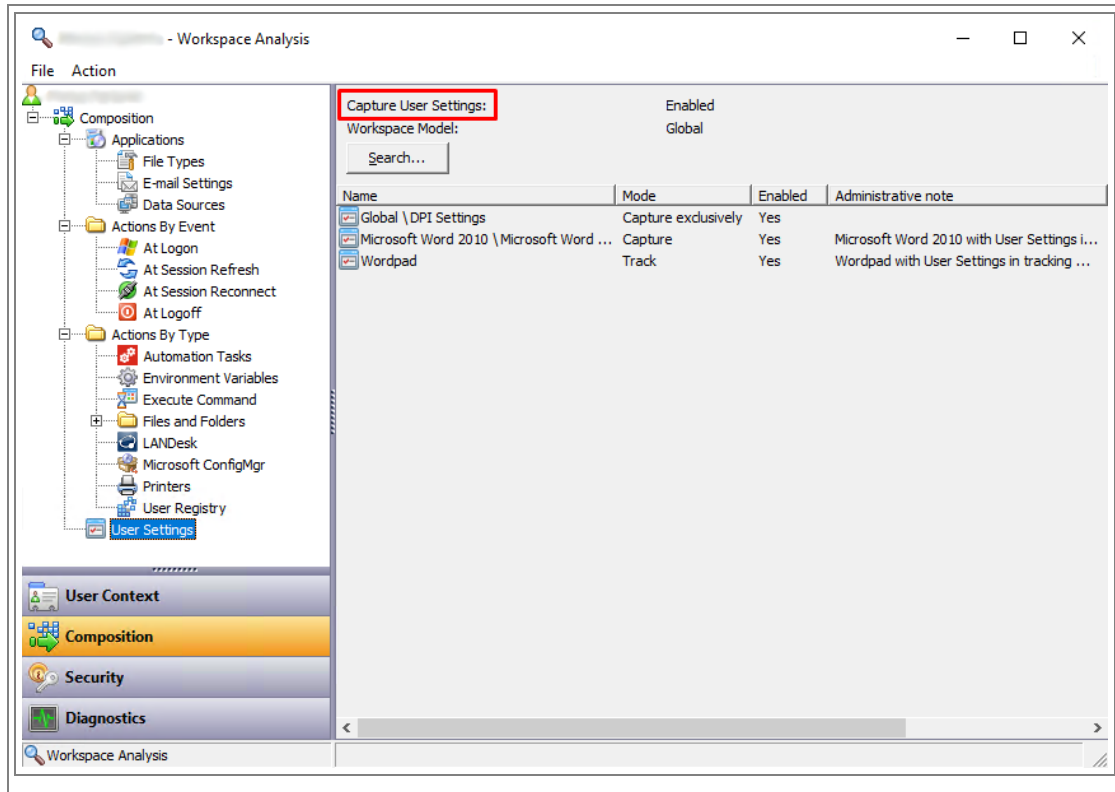 - Workspace Analysis
File Action
Composition
Applications
File Types
E-mail Settings
Data Sources
Actions By Event
At Logon
At Session Refresh
At Session Reconnect
At Logoff
Actions By Type
Automation Tasks
Environment Variables
Execute Command
Files and Folders
LANDesk
Microsoft ConfigMgr
Printers
User Registry
User Settings
User Context
Composition
Security
Diagnostics
Capture User Settings: Enabled
Workspace Model: Global
Search...
Name Mode Enabled Administrative note
Global \ DPI Settings Capture exclusively Yes
Microsoft Word 2010 \ Microsoft Word ... Capture Yes Microsoft Word 2010 with User Settings i...
Wordpad Track Yes Wordpad with User Settings in tracking ...
Workspace Analysis